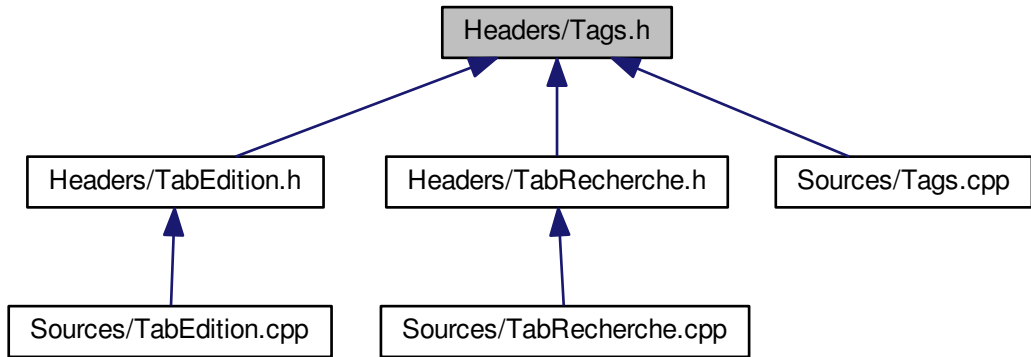 Headers/Tags.h
Headers/TabEdition.h
Headers/TabRecherche.h
Sources/Tags.cpp
Sources/TabEdition.cpp
Sources/TabRecherche.cpp